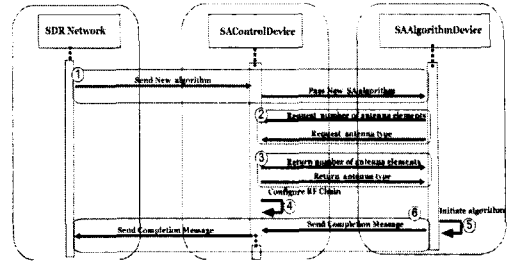 SDR Network
SAControlDevice
SAAlgorithmDevice
1
Send New algorithm
Pass New SAalgorithm
2
Request number of antenna elements
Request antenna type
3
Return number of antenna elements
Return antenna type
Configure RF Chain
4
6
Initiate algorithm
Send Completion Message
5
Send Completion Message